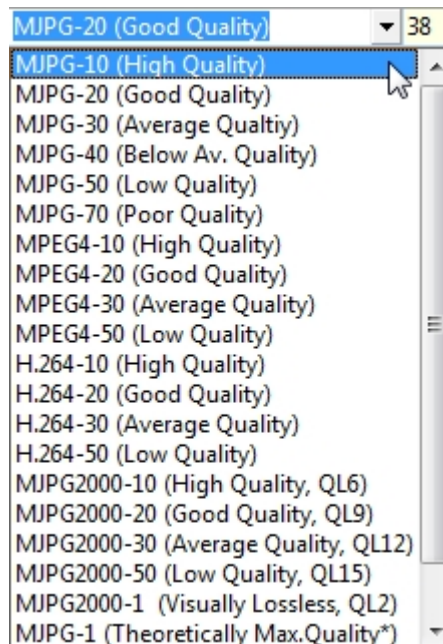 MJPG-20 (Good Quality) 38
MJPG-10 (High Quality)
MJPG-20 (Good Quality)
MJPG-30 (Average Qualtiy)
MJPG-40 (Below Av. Quality)
MJPG-50 (Low Quality)
MJPG-70 (Poor Quality)
MPEG4-10 (High Quality)
MPEG4-20 (Good Quality)
MPEG4-30 (Average Quality)
MPEG4-50 (Low Quality)
H.264-10 (High Quality)
H.264-20 (Good Quality)
H.264-30 (Average Quality)
H.264-50 (Low Quality)
MJPG2000-10 (High Quality, QL6)
MJPG2000-20 (Good Quality, QL9)
MJPG2000-30 (Average Quality, QL12)
MJPG2000-50 (Low Quality, QL15)
MJPG2000-1 (Visually Lossless, QL2)
MJPG-1 (Theoretically Max.Quality*)